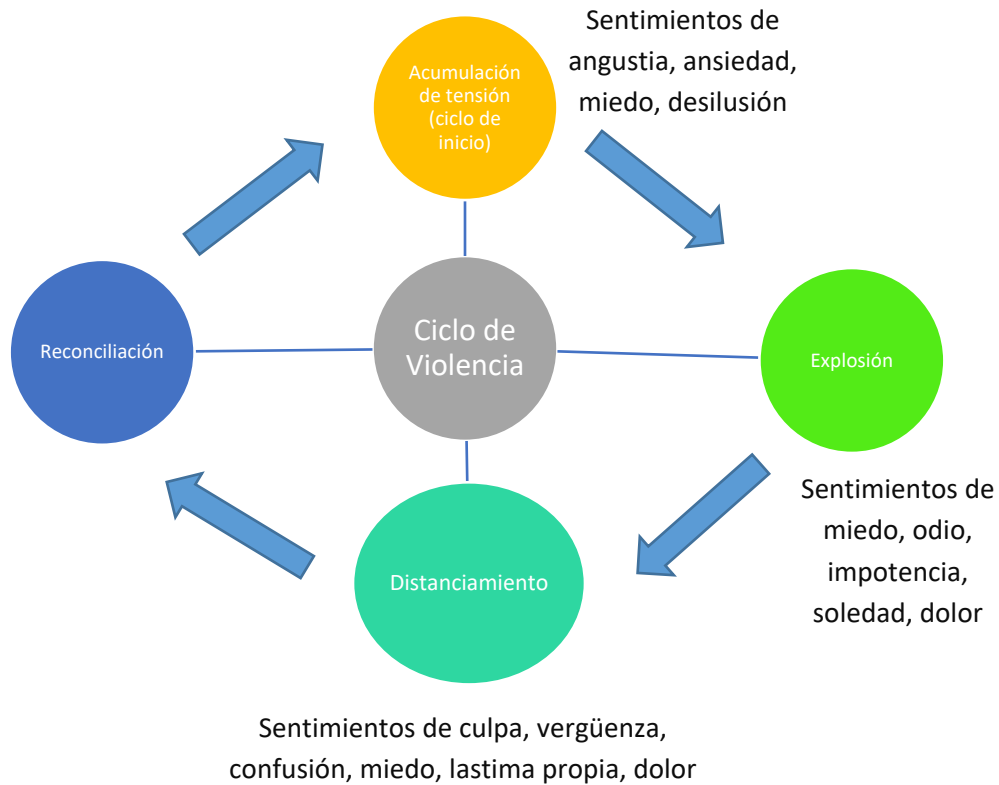 Sentimientos de
angustia, ansiedad,
miedo, desilusión
Acumulación
de tensión
(ciclo de
inicio)
Reconciliación
Ciclo de
Violencia
Explosión
Sentimientos de
miedo, odio,
impotencia,
soledad, dolor
Distanciamiento
Sentimientos de culpa, vergüenza,
confusión, miedo, lastima propia, dolor